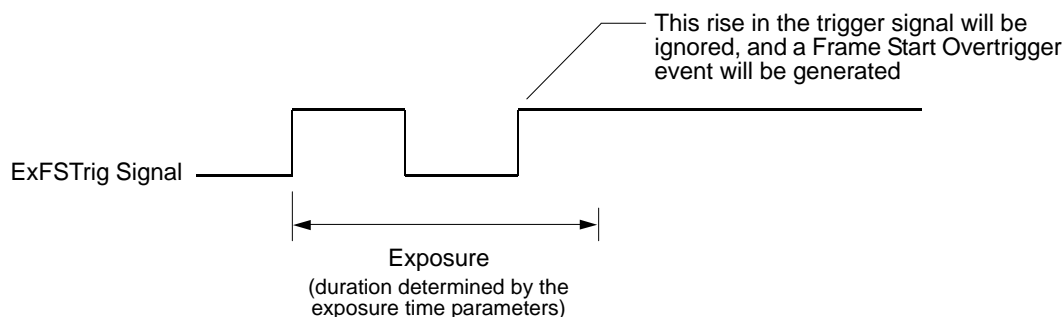 This rise in the trigger signal will be
ignored, and a Frame Start Overtrigger
event will be generated
ExFSTrig Signal
Exposure
(duration determined by the
exposure time parameters)